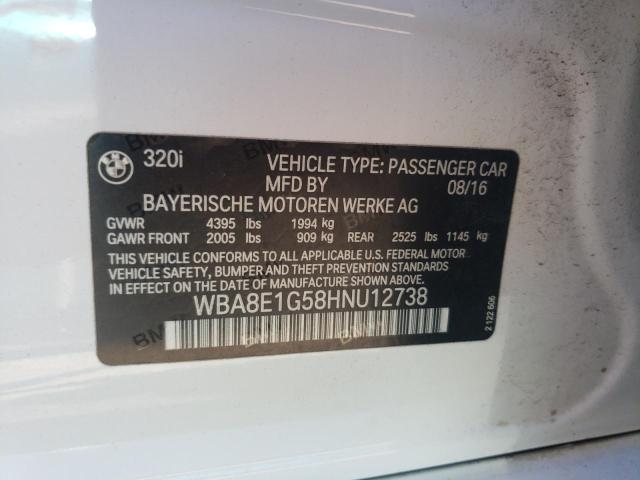 320i VEHICLE TYPE: PASSENGER CAR
MFD BY 08/16
BAYERISCHE MOTOREN WERKE AG
GVWR 4395 lbs 1994 kg
GAWR FRONT 2005 lbs 909 kg REAR 2525 lbs 1145 kg
THIS VEHICLE CONFORMS TO ALL APPLICABLE U.S. FEDERAL MOTOR
VEHICLE SAFETY, BUMPER AND THEFT PREVENTION STANDARDS
IN EFFECT ON THE DATE OF MANUFACTURE SHOWN ABOVE.
WBA8E1G58HNU12738
2 122 606